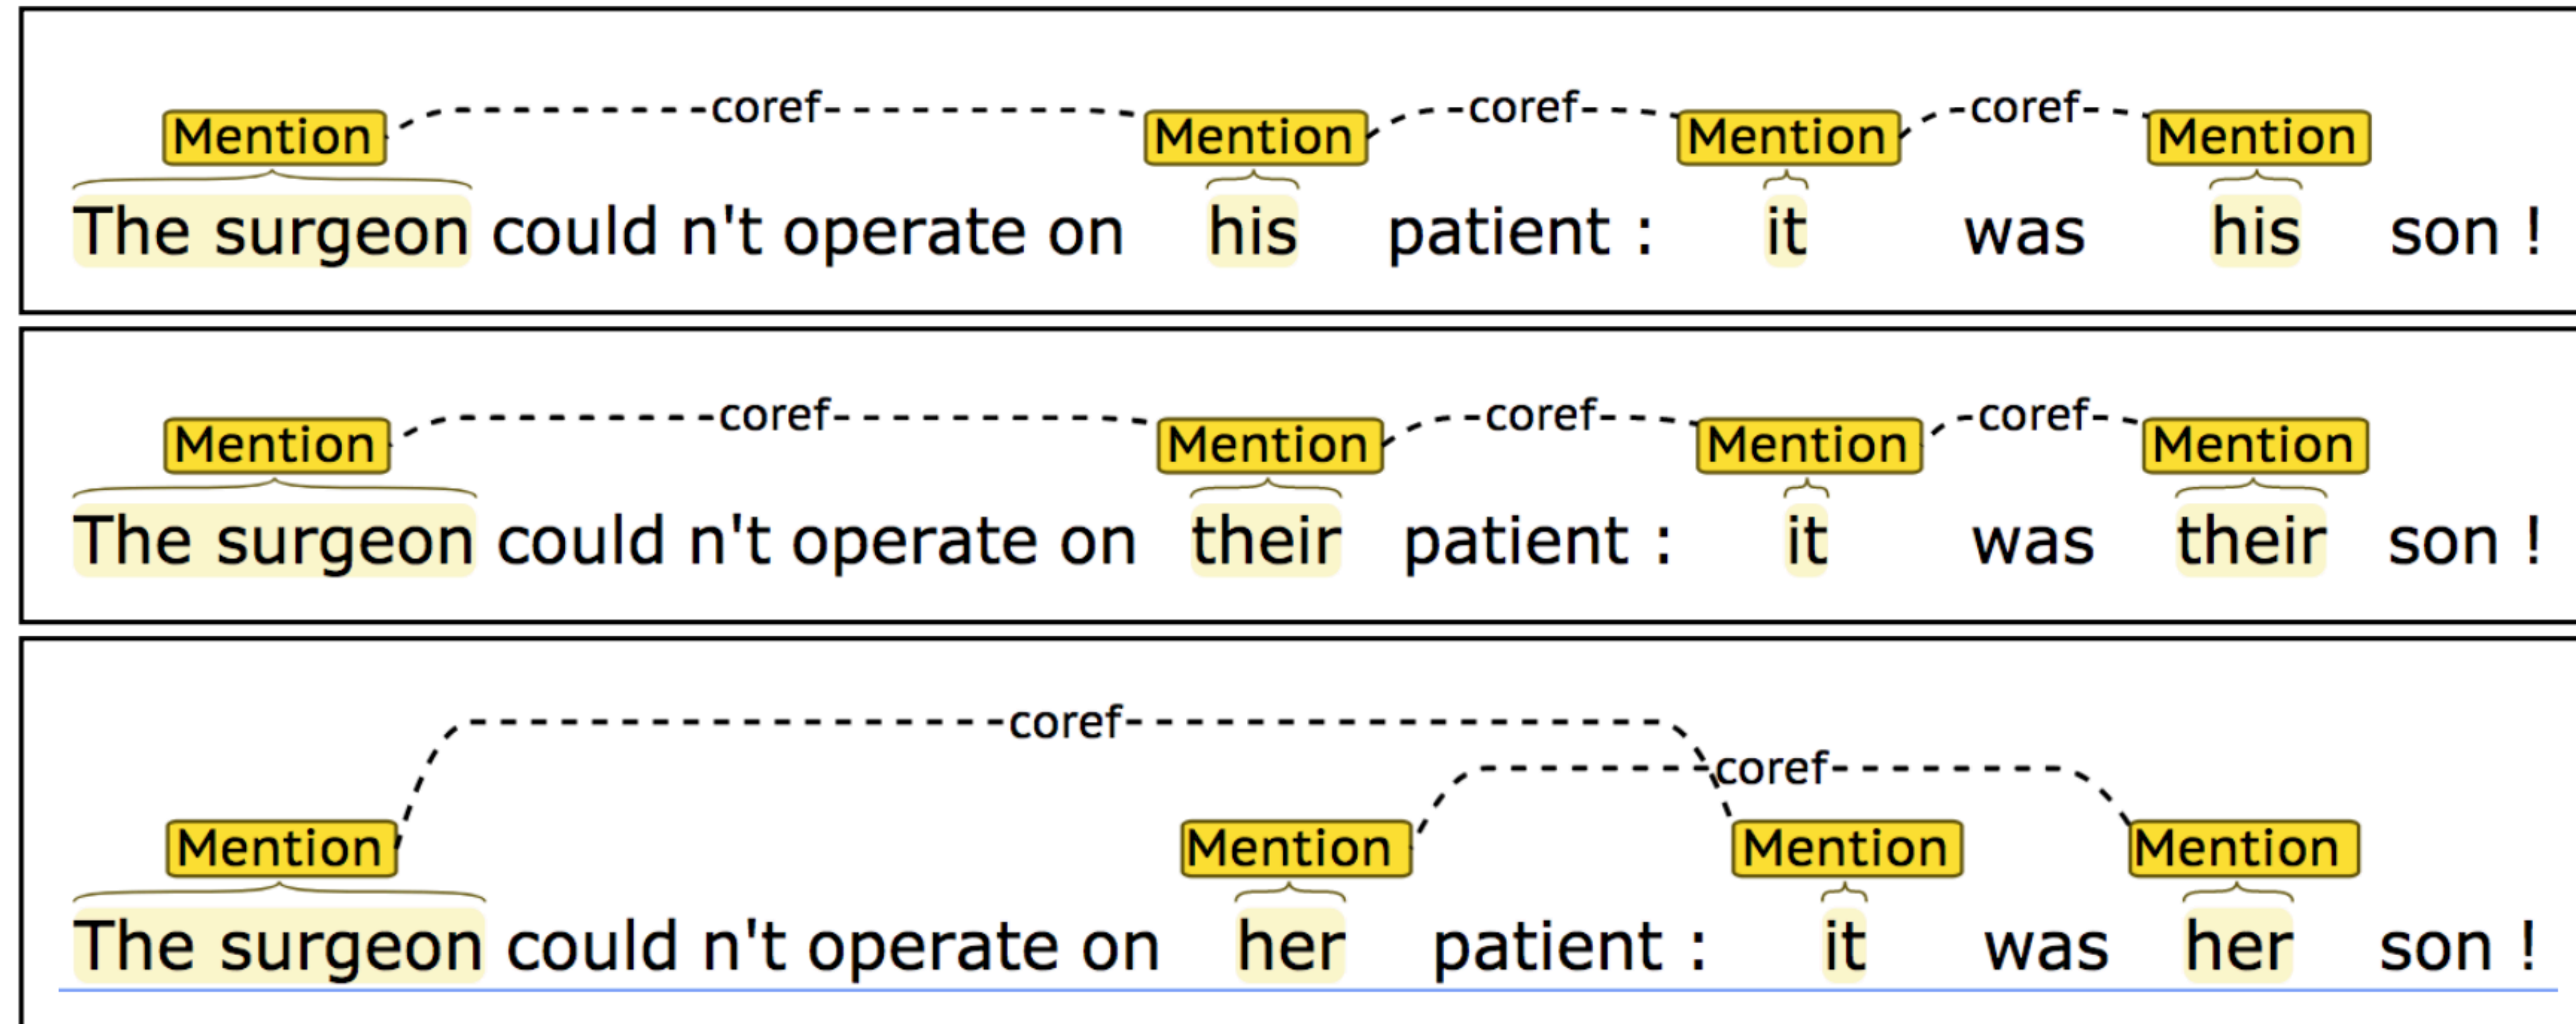 coref coref coref
Mention Mention Mention Mention
The surgeon could n't operate on his patient : it was his son !
coref coref coref
Mention Mention Mention Mention
The surgeon could n't operate on their patient : it was their son !
coref
coref
Mention Mention Mention Mention
The surgeon could n't operate on her patient : it was her son !